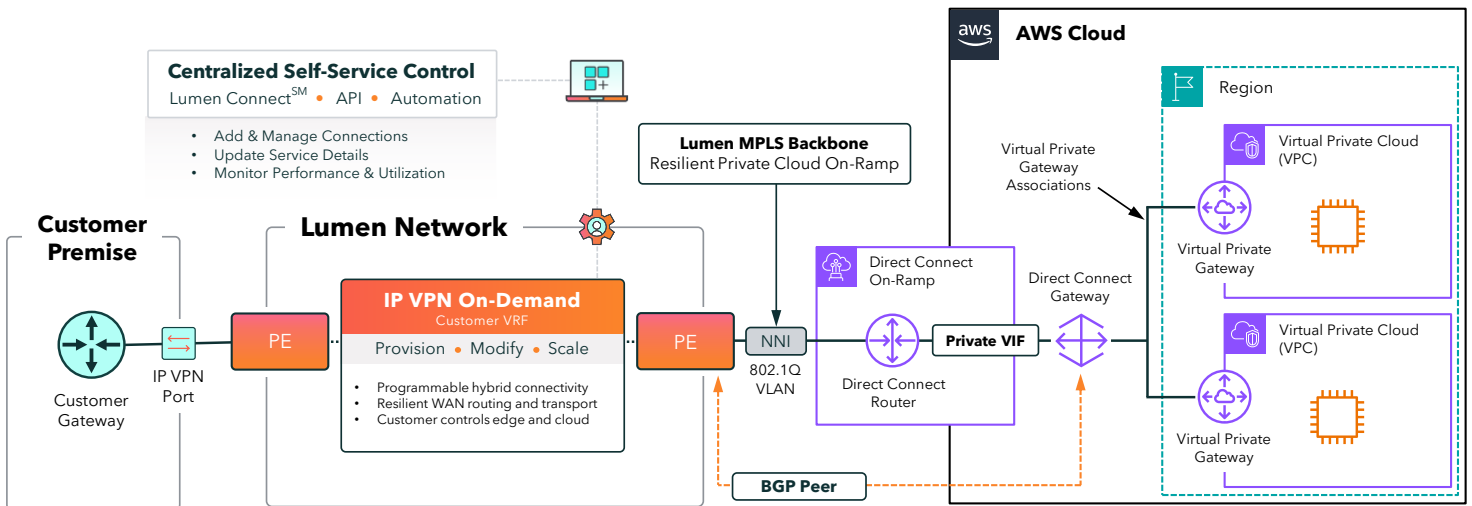 Centralized Self-Service Control
Lumen Connect℠ • API • Automation
• Add & Manage Connections
• Update Service Details
• Monitor Performance & Utilization
Customer
Premise
Customer
Gateway
IP VPN
Port
Lumen Network
PE
IP VPN On-Demand
Customer VRF
Provision • Modify • Scale
• Programmable hybrid connectivity
• Resilient WAN routing and transport
• Customer controls edge and cloud
PE
Lumen MPLS Backbone
Resilient Private Cloud On-Ramp
NNI
802.1Q
VLAN
BGP Peer
aws
AWS Cloud
Direct Connect
On-Ramp
Direct Connect
Router
Private VIF
Direct Connect
Gateway
Virtual Private
Gateway
Associations
Region
Virtual Private Cloud
(VPC)
Virtual Private
Gateway
Virtual Private Cloud
(VPC)
Virtual Private
Gateway